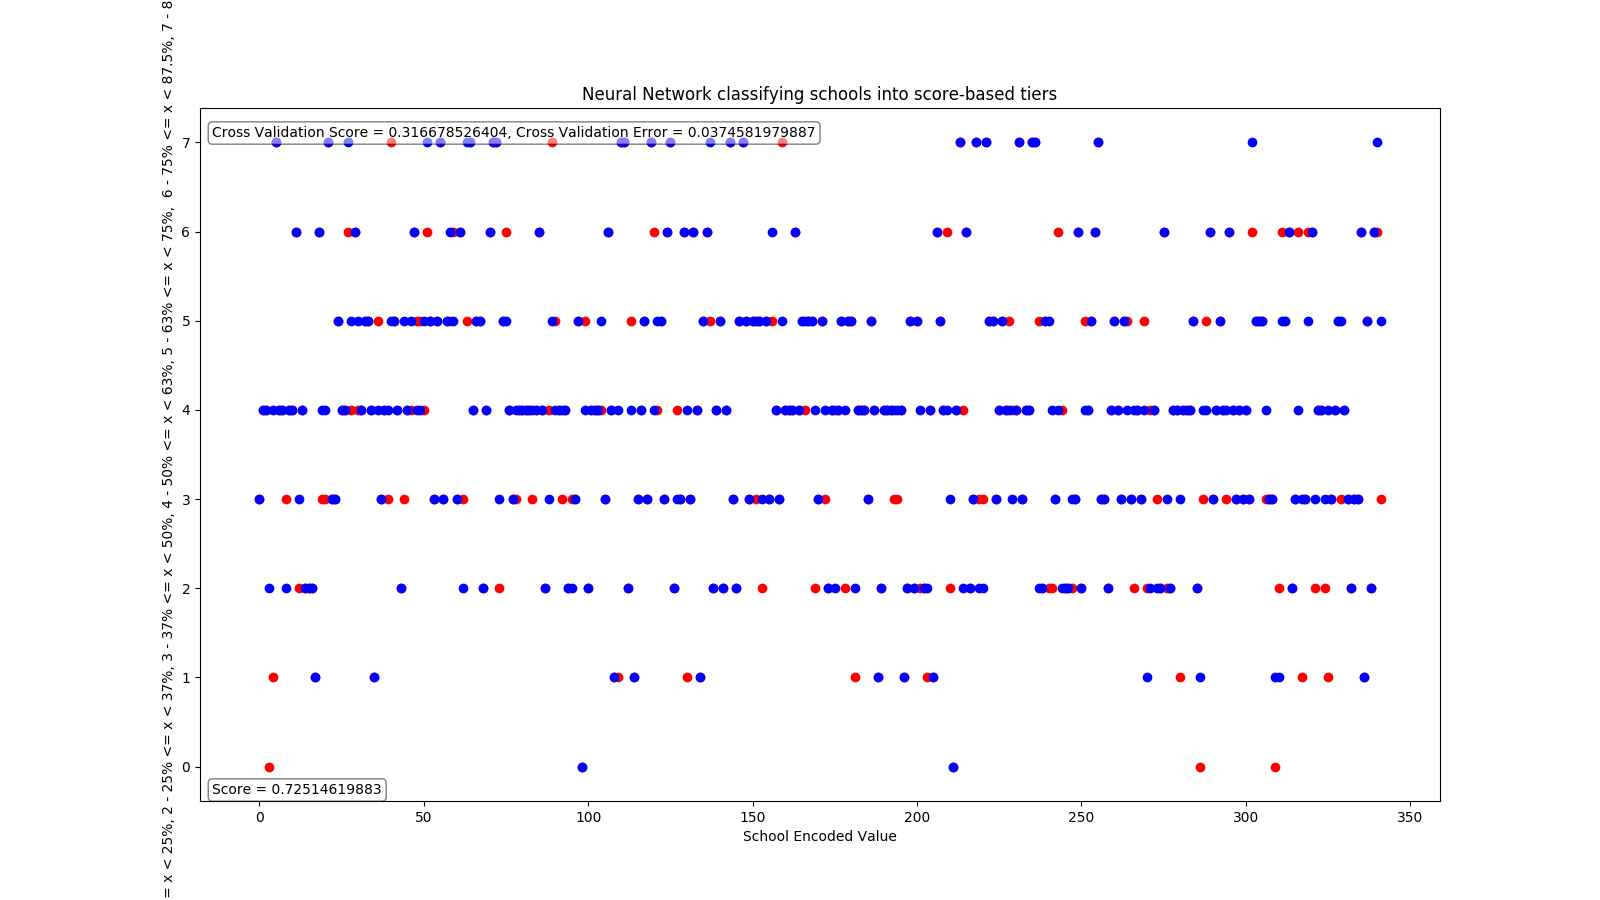 Neural Network classifying schools into score-based tiers
Cross Validation Score = 0.316678526404, Cross Validation Error = 0.0374581979887
= x < 25%, 2 - 25% <= x < 37%, 3 - 37% <= x < 50%, 4 - 50% <= x < 63%, 5 - 63% <= x < 75%,  6 - 75% <= x < 87.5%, 7 - 8
7
6
5
4
3
2
1
0
Score = 0.72514619883
0 50 100 150 200 250 300 350
School Encoded Value